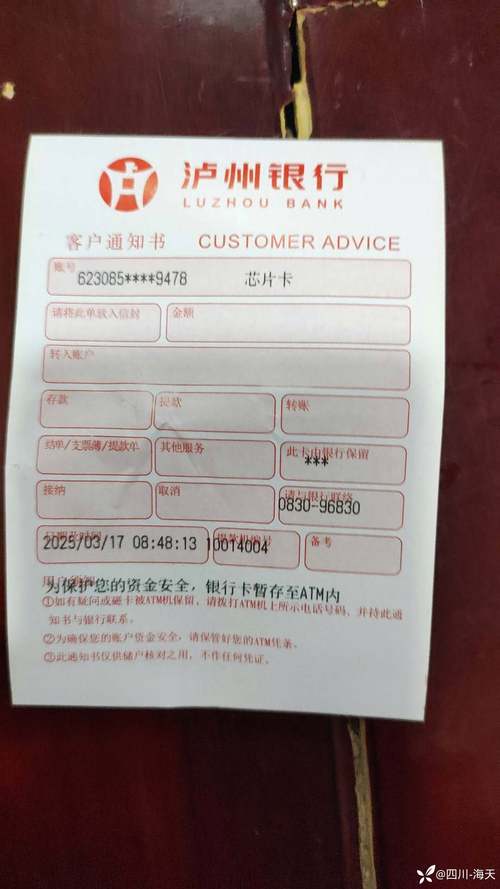 泸州银行
LUZHOU BANK
客户通知书 CUSTOMER ADVICE
账号
623085****9478 芯片卡
请将此单放入信封 金额
转入账户
存款 提款 转账
结单/支票簿/提款单 其他服务 此卡由银行保留
***
接纳 取消 请与银行联络
0830-96830
日期及时间 编号 备考
2025/03/17 08:48:13 10014004
为保护您的资金安全，银行卡暂存至ATM内
①如有疑问或磁卡被ATM机保留，请拨打ATM机上所示电话号码、并持此通
知书与银行联系。
②为确保您的账户资金安全，请保管好您的ATM凭条。
③此通知书仅供储户核对之用，不作任何凭证。
@四川-海天